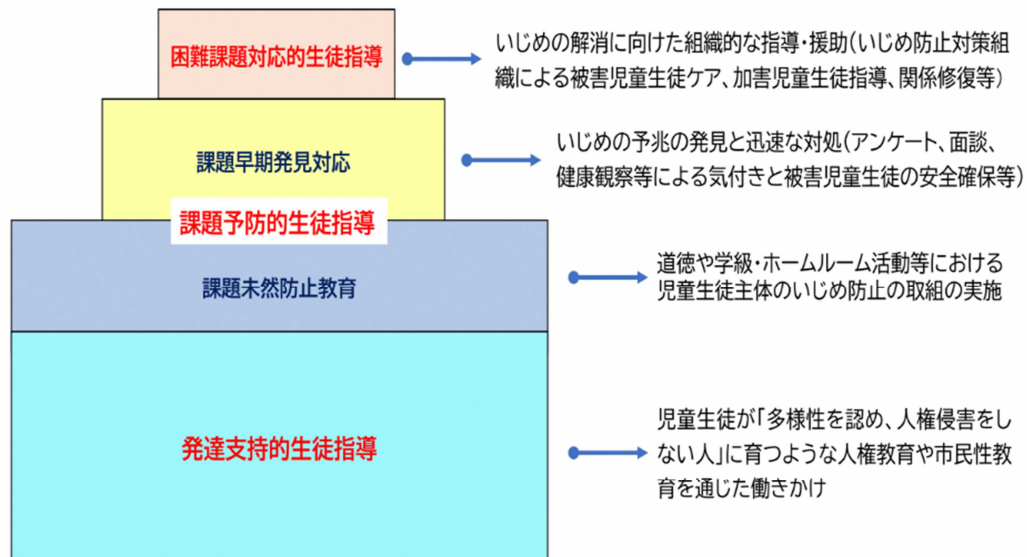 困難課題対応的生徒指導
いじめの解消に向けた組織的な指導・援助(いじめ防止対策組
織による被害児童生徒ケア、加害児童生徒指導、関係修復等)
課題早期発見対応
いじめの予兆の発見と迅速な対処(アンケート、面談、
健康観察等による気付きと被害児童生徒の安全確保等)
課題予防的生徒指導
課題未然防止教育
道徳や学級・ホームルーム活動等における
児童生徒主体のいじめ防止の取組の実施
発達支持的生徒指導
児童生徒が「多様性を認め、人権侵害をし
ない人」に育つような人権教育や市民性教
育を通じた働きかけ